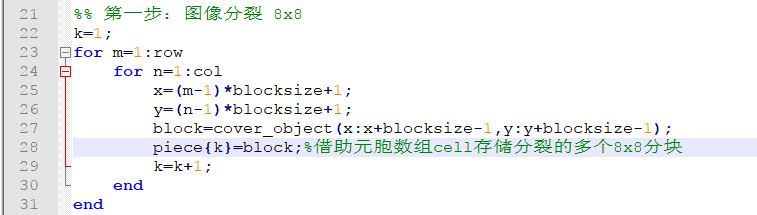 21 %% 第一步：图像分裂 8x8
22 k=1;
23 for m=1:row
24     for n=1:col
25         x=(m-1)*blocksize+1;
26         y=(n-1)*blocksize+1;
27         block=cover_object(x:x+blocksize-1,y:y+blocksize-1);
28         piece{k}=block;%借助元胞数组cell存储分裂的多个8x8分块
29         k=k+1;
30     end
31 end